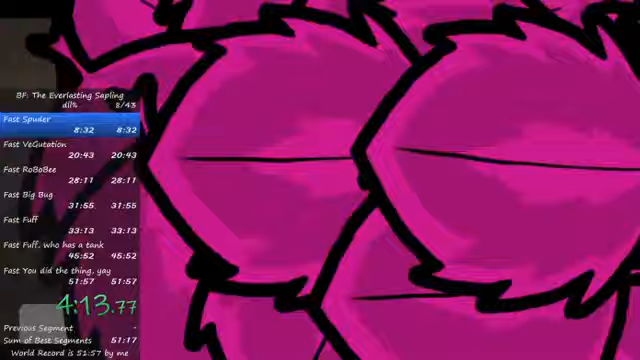 BF: The Everlasting Sapling
dll% 8/43
Fast Spuder
8:32 8:32
Fast VeGutation
20:43 20:43
Fast RoBoBee
28:11 28:11
Fast Big Bug
31:55 31:55
Fast Fuff
33:13 33:13
Fast Fuff. Who has a tank
45:52 45:52
Fast You did the thing. yay
51:57 51:57
4:13.77
Previous Segment -
Sum of Best Segments 51:17
World Record is 51:57 by me